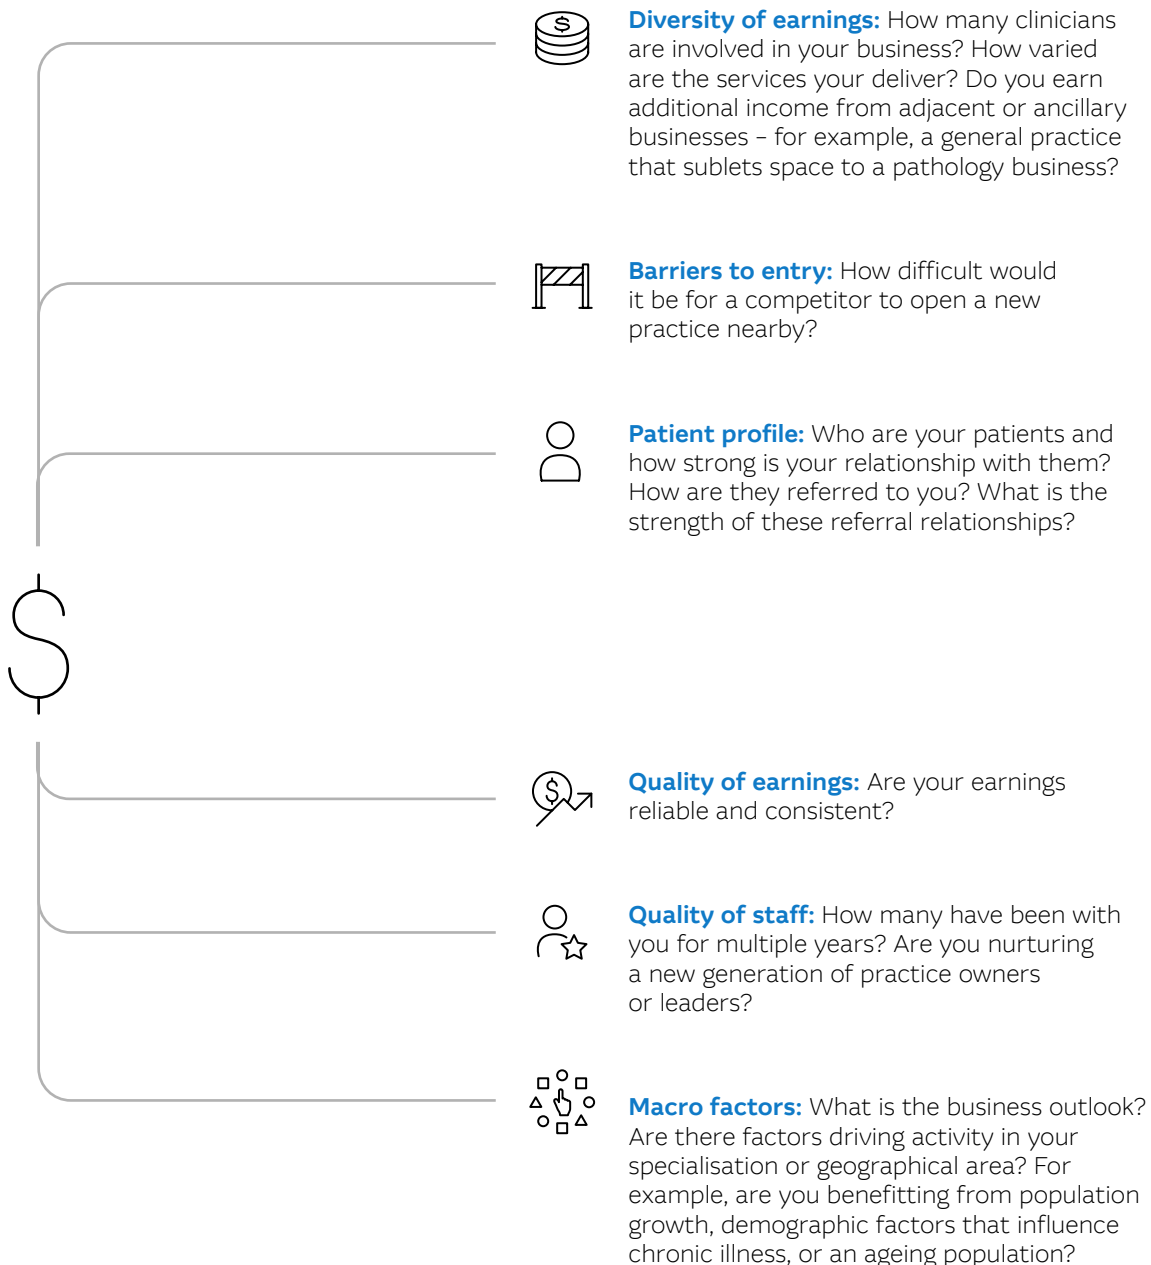 Diversity of earnings: How many clinicians
are involved in your business? How varied
are the services your deliver? Do you earn
additional income from adjacent or ancillary
businesses – for example, a general practice
that sublets space to a pathology business?
Barriers to entry: How difficult would
it be for a competitor to open a new
practice nearby?
Patient profile: Who are your patients and
how strong is your relationship with them?
How are they referred to you? What is the
strength of these referral relationships?
$
Quality of earnings: Are your earnings
reliable and consistent?
Quality of staff: How many have been with
you for multiple years? Are you nurturing
a new generation of practice owners
or leaders?
Macro factors: What is the business outlook?
Are there factors driving activity in your
specialisation or geographical area? For
example, are you benefitting from population
growth, demographic factors that influence
chronic illness, or an ageing population?